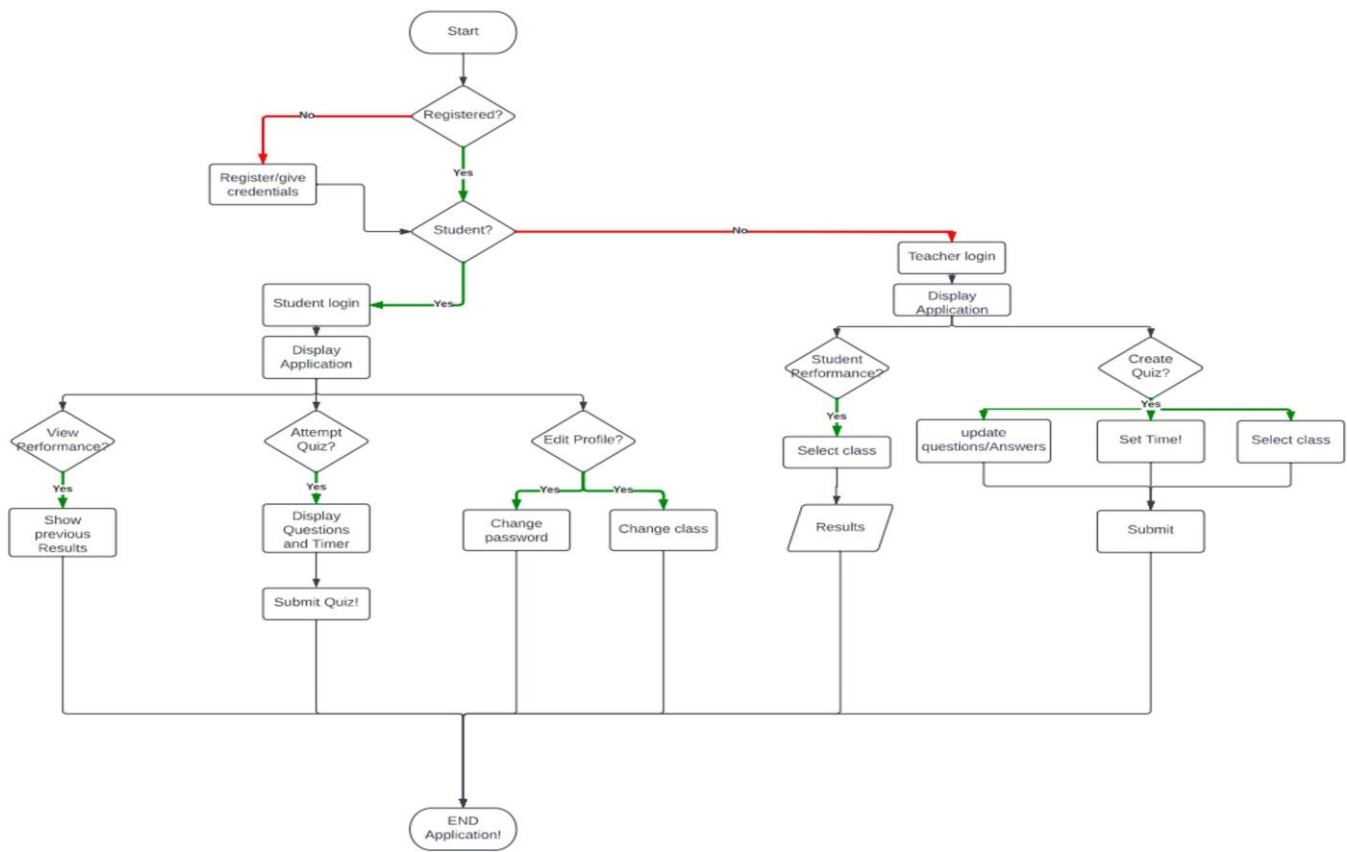 Start
Registered?
No
Yes
Register/give
credentials
Student?
No
Yes
Teacher login
Display
Application
Student login
Display
Application
Student
Performance?
Create
Quiz?
Yes
Yes
View
Performance?
Attempt
Quiz?
Edit Profile?
Select class
update
questions/Answers
Set Time!
Select class
Yes
Yes
Yes
Yes
Show
previous
Results
Display
Questions
and Timer
Change
password
Change class
Results
Submit
Submit Quiz!
END
Application!